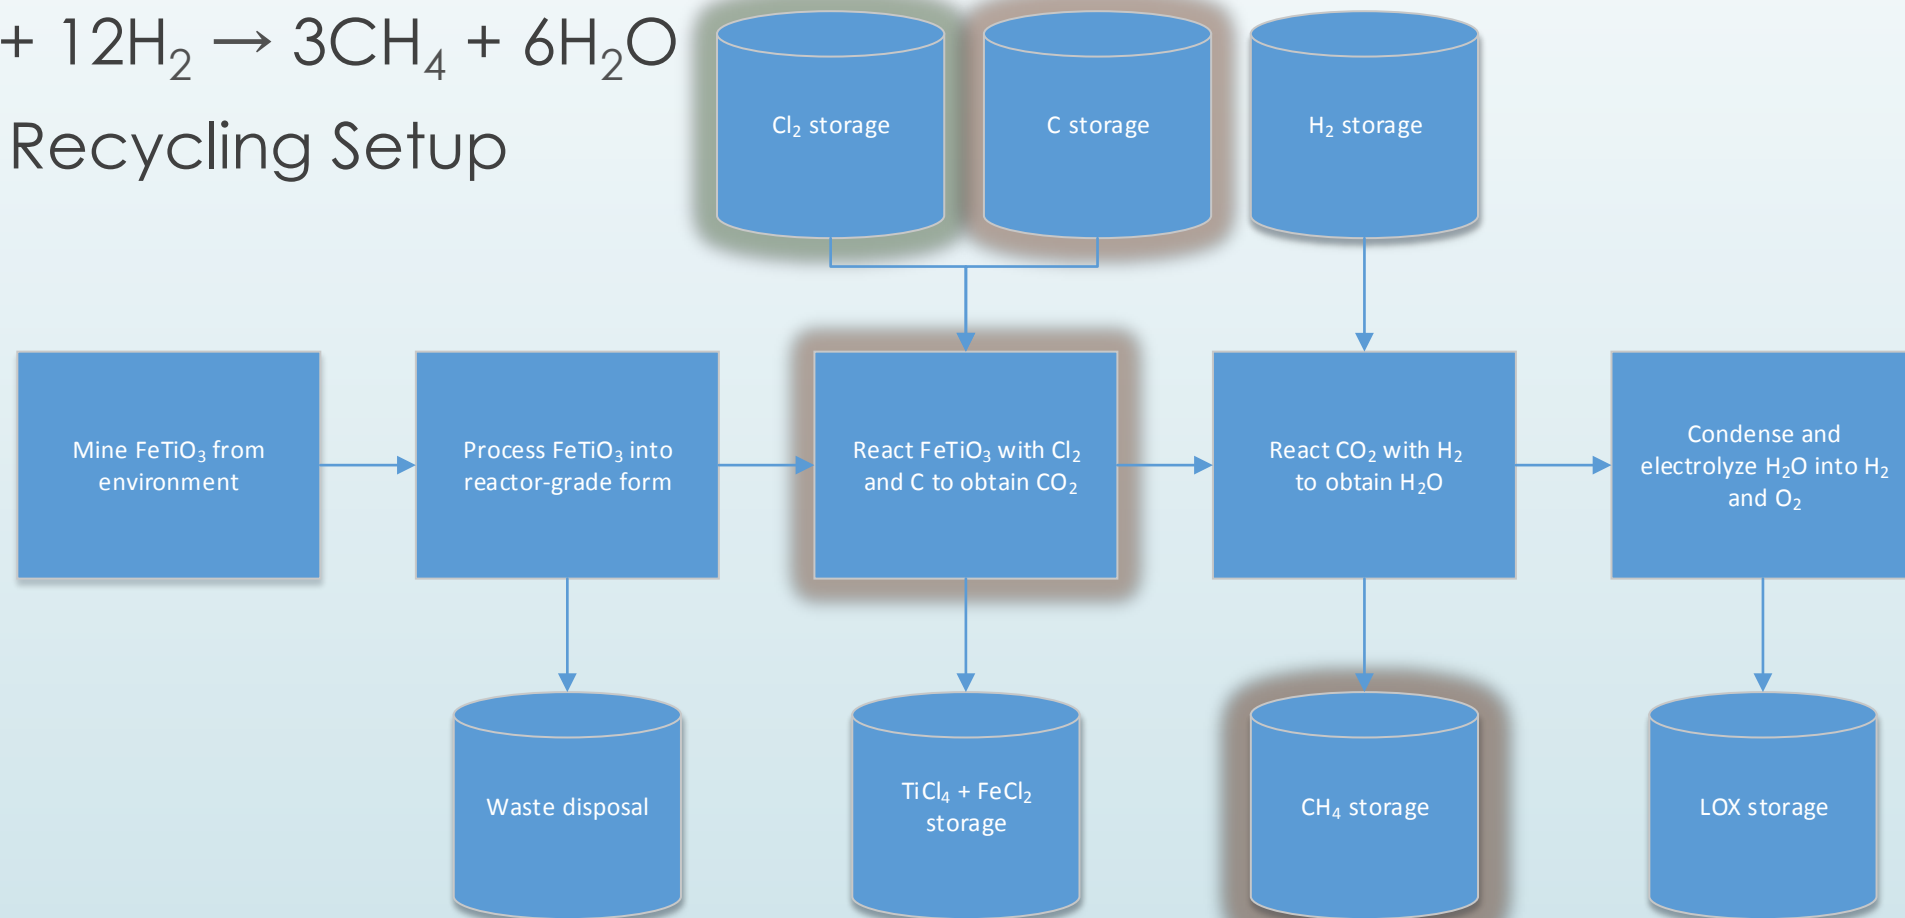 + 12H₂ → 3CH₄ + 6H₂O
Recycling Setup
Cl₂ storage
C storage
H₂ storage
Mine FeTiO₃ from
environment
Process FeTiO₃ into
reactor-grade form
React FeTiO₃ with Cl₂
and C to obtain CO₂
React CO₂ with H₂
to obtain H₂O
Condense and
electrolyze H₂O into H₂
and O₂
Waste disposal
TiCl₄ + FeCl₂
storage
CH₄ storage
LOX storage